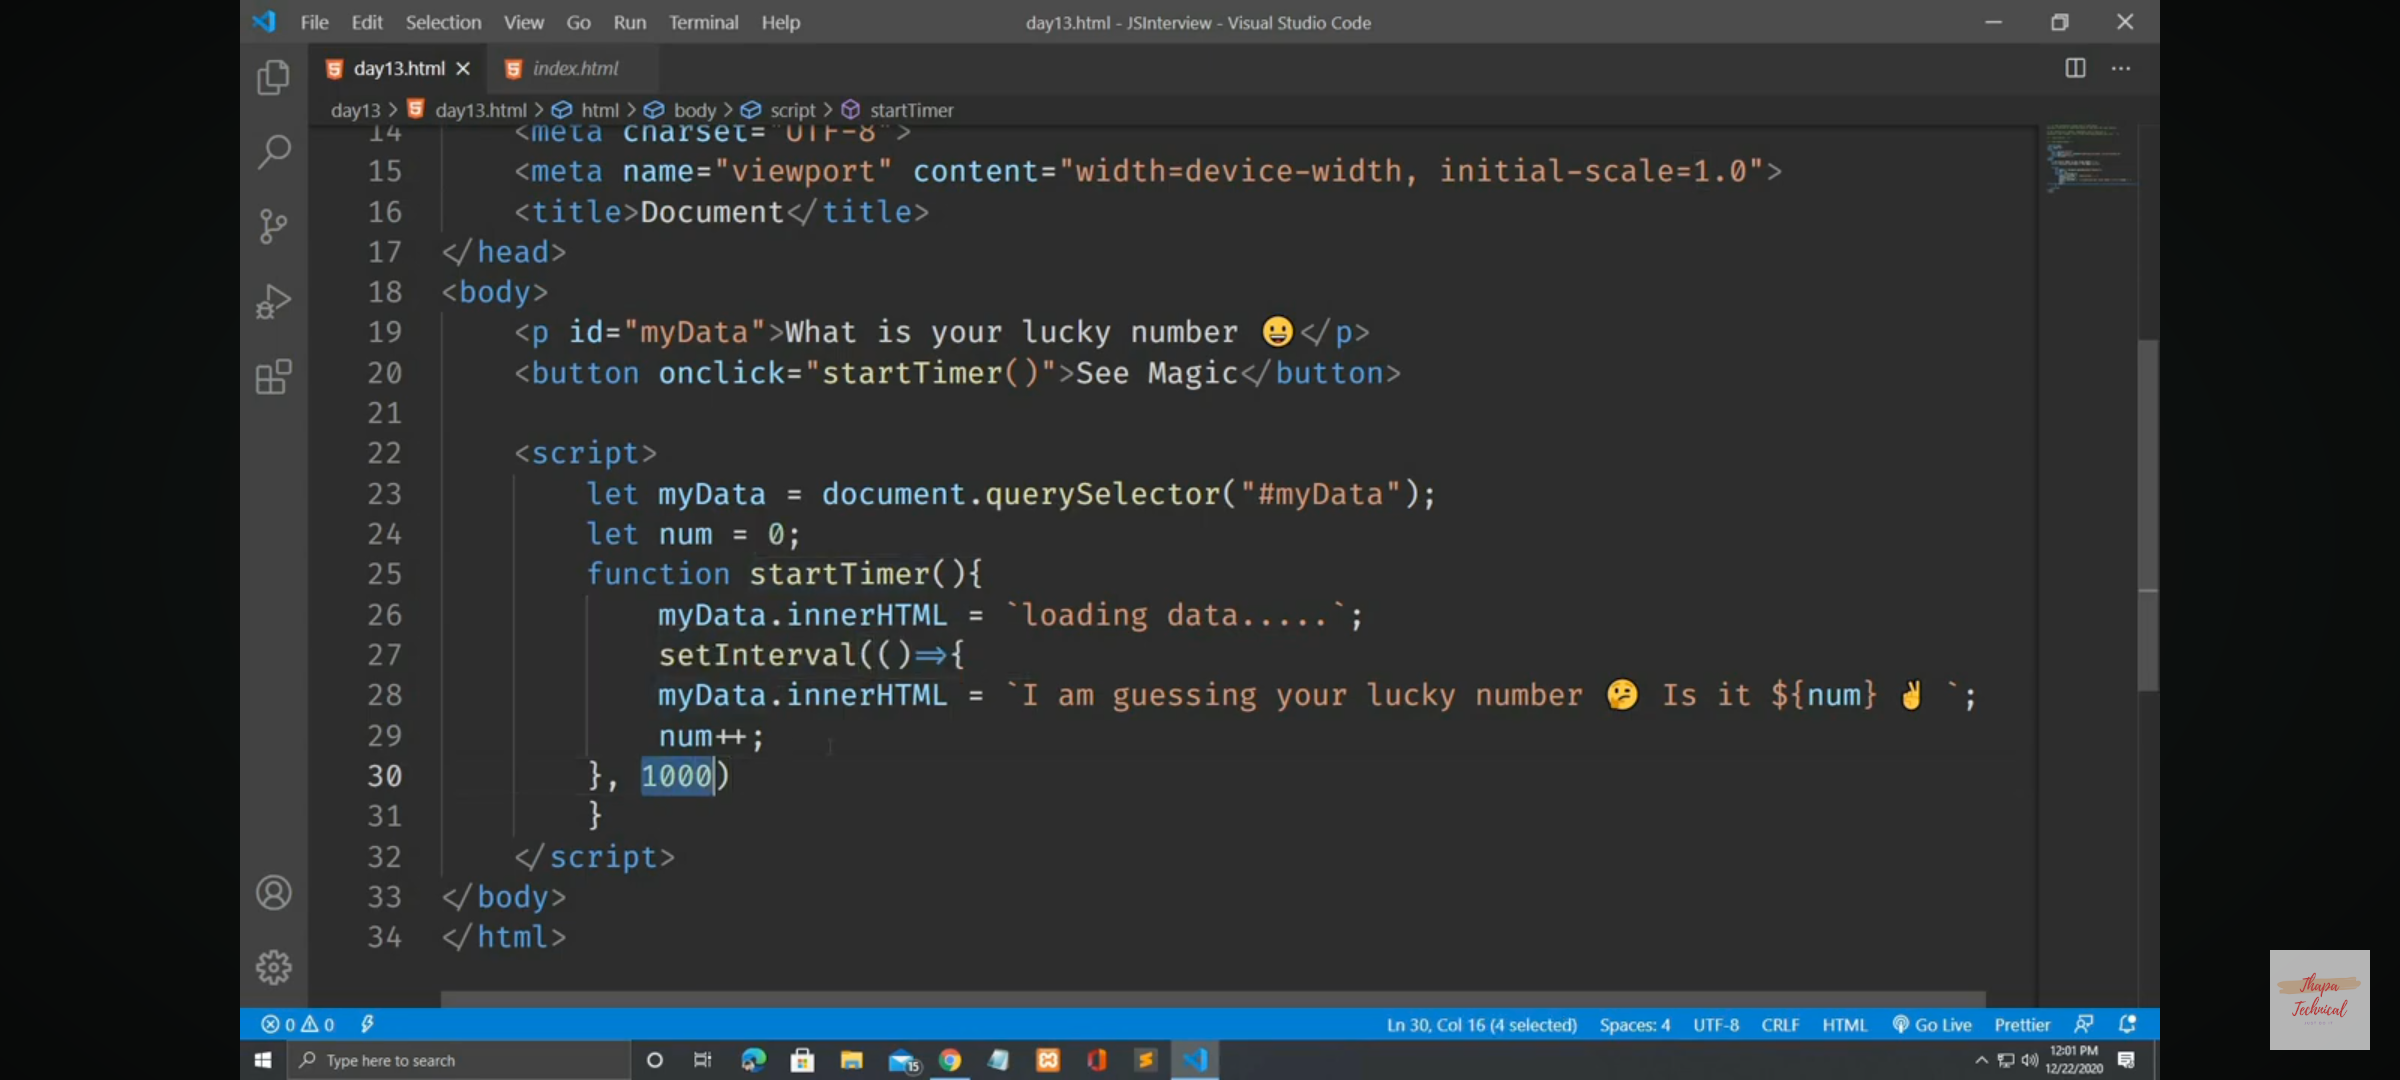 File Edit Selection View Go Run Terminal Help day13.html - JSInterview - Visual Studio Code
day13.html index.html
day13 > day13.html > html > body > script > startTimer
14 <meta charset="UTF-8">
15 <meta name="viewport" content="width=device-width, initial-scale=1.0">
16 <title>Document</title>
17 </head>
18 <body>
19 <p id="myData">What is your lucky number 😀</p>
20 <button onclick="startTimer()">See Magic</button>
21
22 <script>
23 let myData = document.querySelector("#myData");
24 let num = 0;
25 function startTimer(){
26 myData.innerHTML = `loading data.....`;
27 setInterval(()=>{
28 myData.innerHTML = `I am guessing your lucky number 🤔 Is it ${num} ✌ `;
29 num++;
30 }, 1000)
31 }
32 </script>
33 </body>
34 </html>
0 0 Ln 30, Col 16 (4 selected) Spaces: 4 UTF-8 CRLF HTML Go Live Prettier
Type here to search 15 12:01 PM
12/22/2020
Thapa
Technical